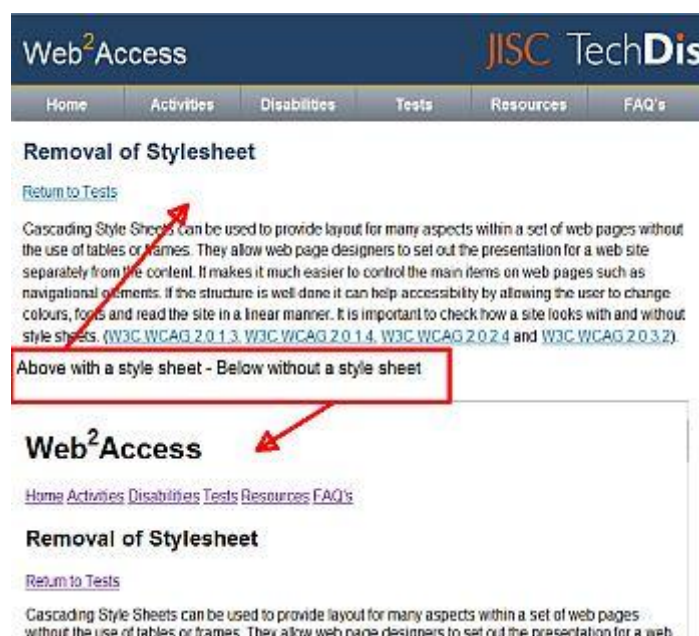 Web2Access JISC TechDis
Home Activities Disabilities Tests Resources FAQ's
Removal of Stylesheet
Return to Tests
Cascading Style Sheets can be used to provide layout for many aspects within a set of web pages without
the use of tables or frames. They allow web page designers to set out the presentation for a web site
separately from the content. It makes it much easier to control the main items on web pages such as
navigational elements. If the structure is well done it can help accessibility by allowing the user to change
colours, fonts and read the site in a linear manner. It is important to check how a site looks with and without
style sheets. (W3C WCAG 2.0 1.3, W3C WCAG 2.0 1.4, W3C WCAG 2.0 2.4 and W3C WCAG 2.0 3.2).
Above with a style sheet - Below without a style sheet
Web2Access
Home Activities Disabilities Tests Resources FAQ's
Removal of Stylesheet
Return to Tests
Cascading Style Sheets can be used to provide layout for many aspects within a set of web pages
without the use of tables or frames. They allow web page designers to set out the presentation for a web